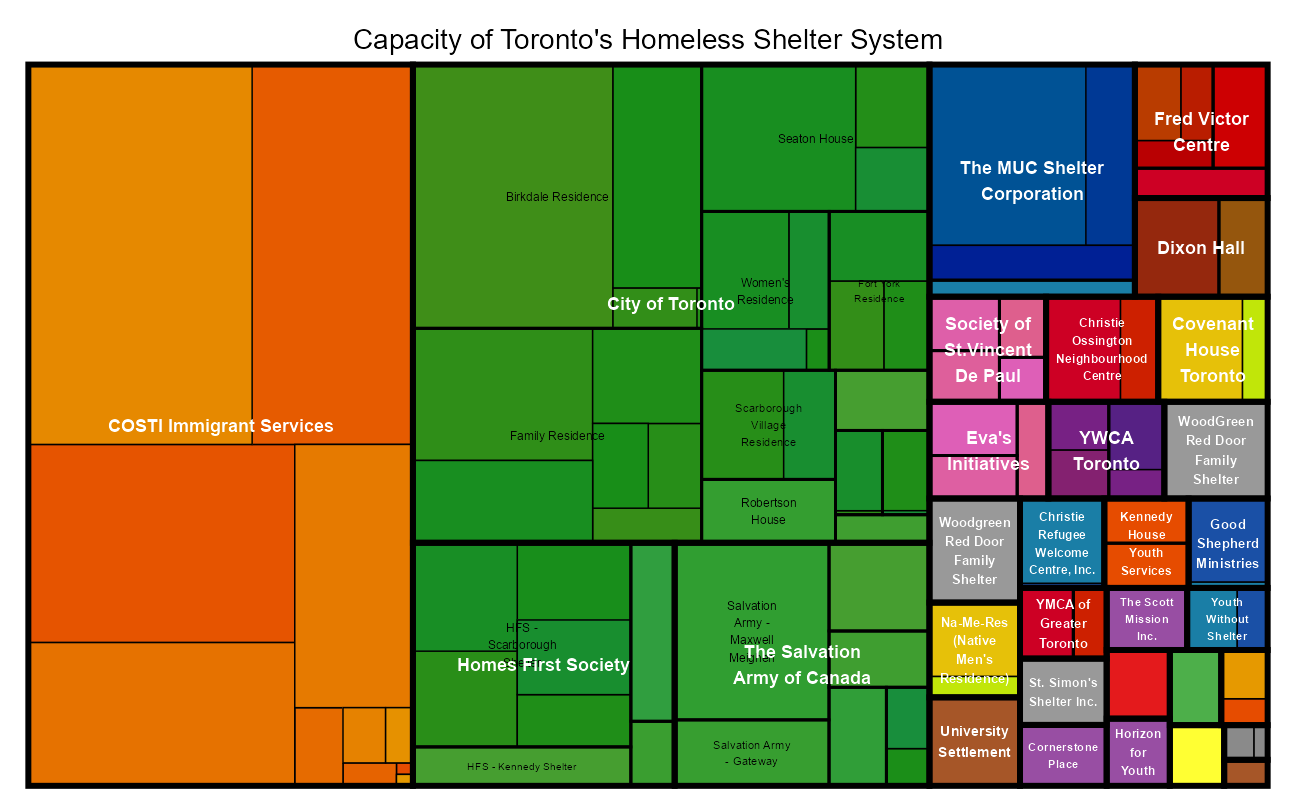 Capacity of Toronto's Homeless Shelter System
COSTI Immigrant Services
City of Toronto
Birkdale Residence
Seaton House
Women's
Residence
Fort York
Residence
Family Residence
Scarborough
Village
Residence
Robertson
House
Homes First Society
HFS -
Scarborough
HFS - Kennedy Shelter
The Salvation
Army of Canada
Salvation
Army -
Maxwell
Meighen
Salvation Army
- Gateway
The MUC Shelter
Corporation
Fred Victor
Centre
Dixon Hall
Society of
St.Vincent
De Paul
Christie
Ossington
Neighbourhood
Centre
Covenant
House
Toronto
Eva's
Initiatives
YWCA
Toronto
WoodGreen
Red Door
Family
Shelter
Woodgreen
Red Door
Family
Shelter
Christie
Refugee
Welcome
Centre, Inc.
Kennedy
House
Youth
Services
Good
Shepherd
Ministries
Na-Me-Res
(Native
Men's
Residence)
YMCA of
Greater
Toronto
The Scott
Mission
Inc.
Youth
Without
Shelter
St. Simon's
Shelter Inc.
University
Settlement
Cornerstone
Place
Horizon
for
Youth